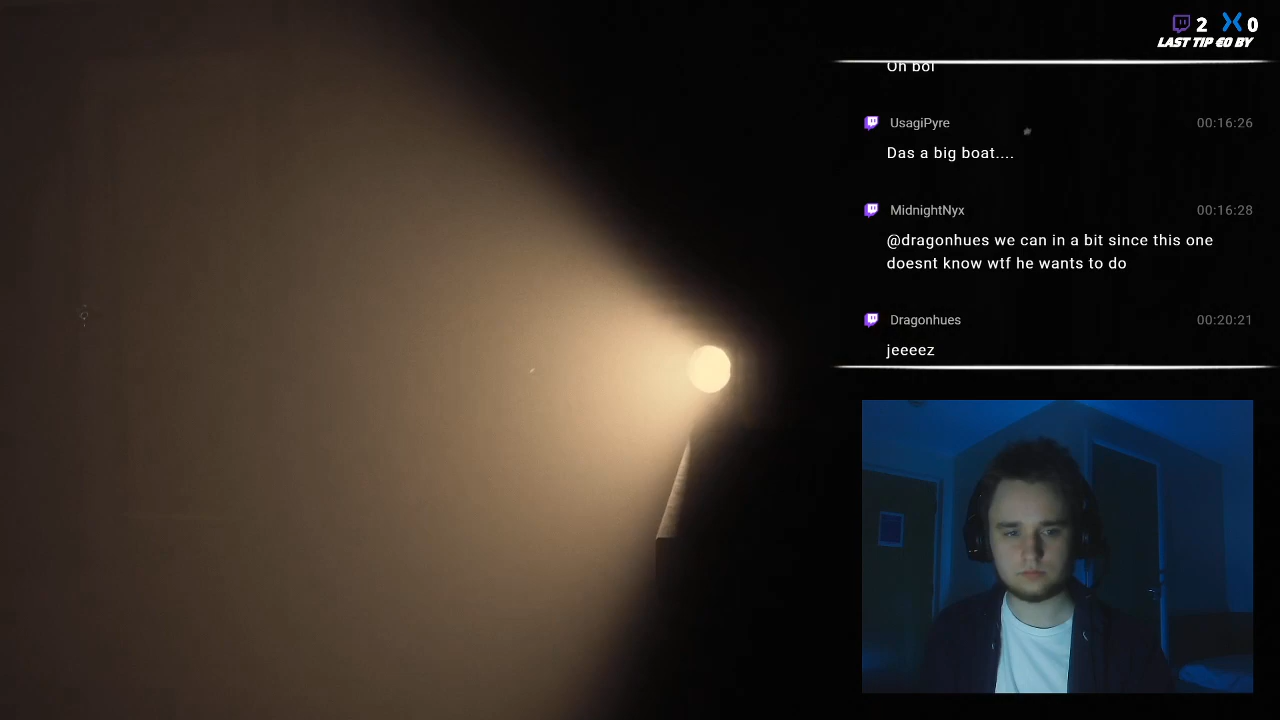 2 0
LAST TIP €0 BY
Oh boi
UsagiPyre 00:16:26
Das a big boat....
MidnightNyx 00:16:28
@dragonhues we can in a bit since this one
doesnt know wtf he wants to do
Dragonhues 00:20:21
jeeeez